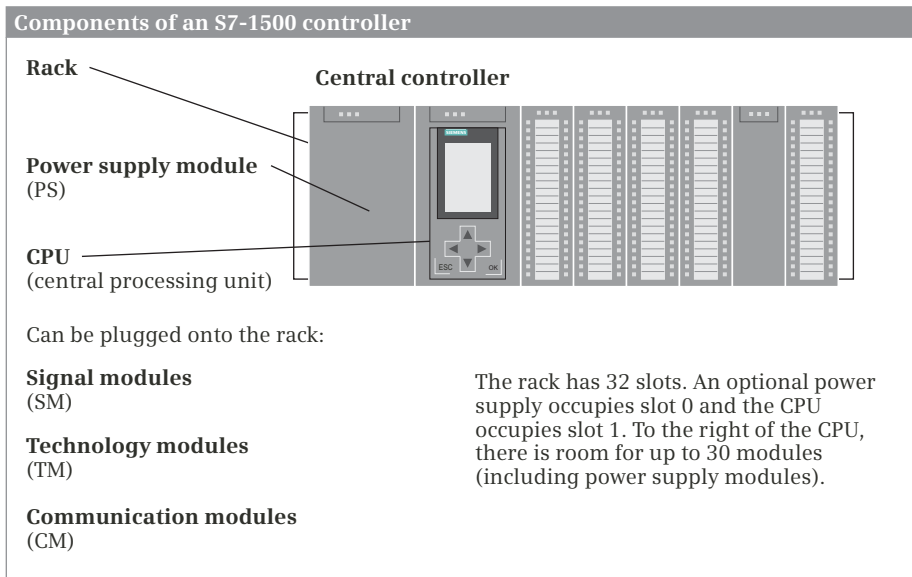 Components of an S7-1500 controller
Rack
Central controller
SIEMENS
Power supply module
(PS)
CPU
(central processing unit)
ESC
OK
Can be plugged onto the rack:
Signal modules
(SM)
Technology modules
(TM)
Communication modules
(CM)
The rack has 32 slots. An optional power
supply occupies slot 0 and the CPU
occupies slot 1. To the right of the CPU,
there is room for up to 30 modules
(including power supply modules).